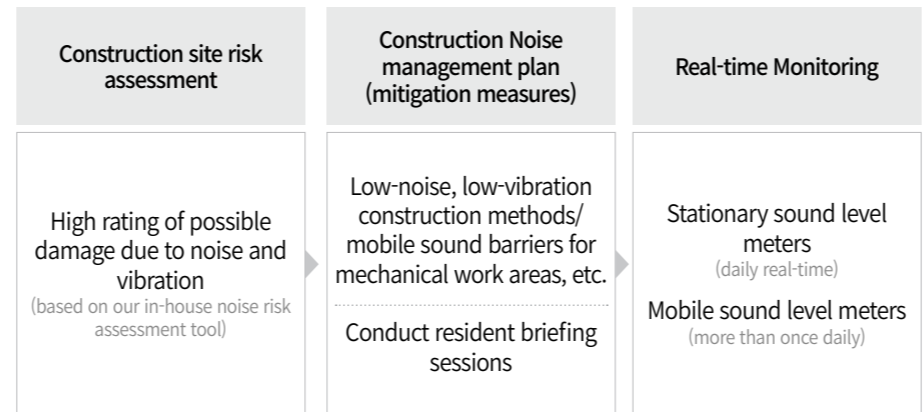 Construction site risk
assessment
Construction Noise
management plan
(mitigation measures)
Real-time Monitoring
High rating of possible
damage due to noise and
vibration
(based on our in-house noise risk
assessment tool)
Low-noise, low-vibration
construction methods/
mobile sound barriers for
mechanical work areas, etc.
Conduct resident briefing
sessions
Stationary sound level
meters
(daily real-time)
Mobile sound level meters
(more than once daily)